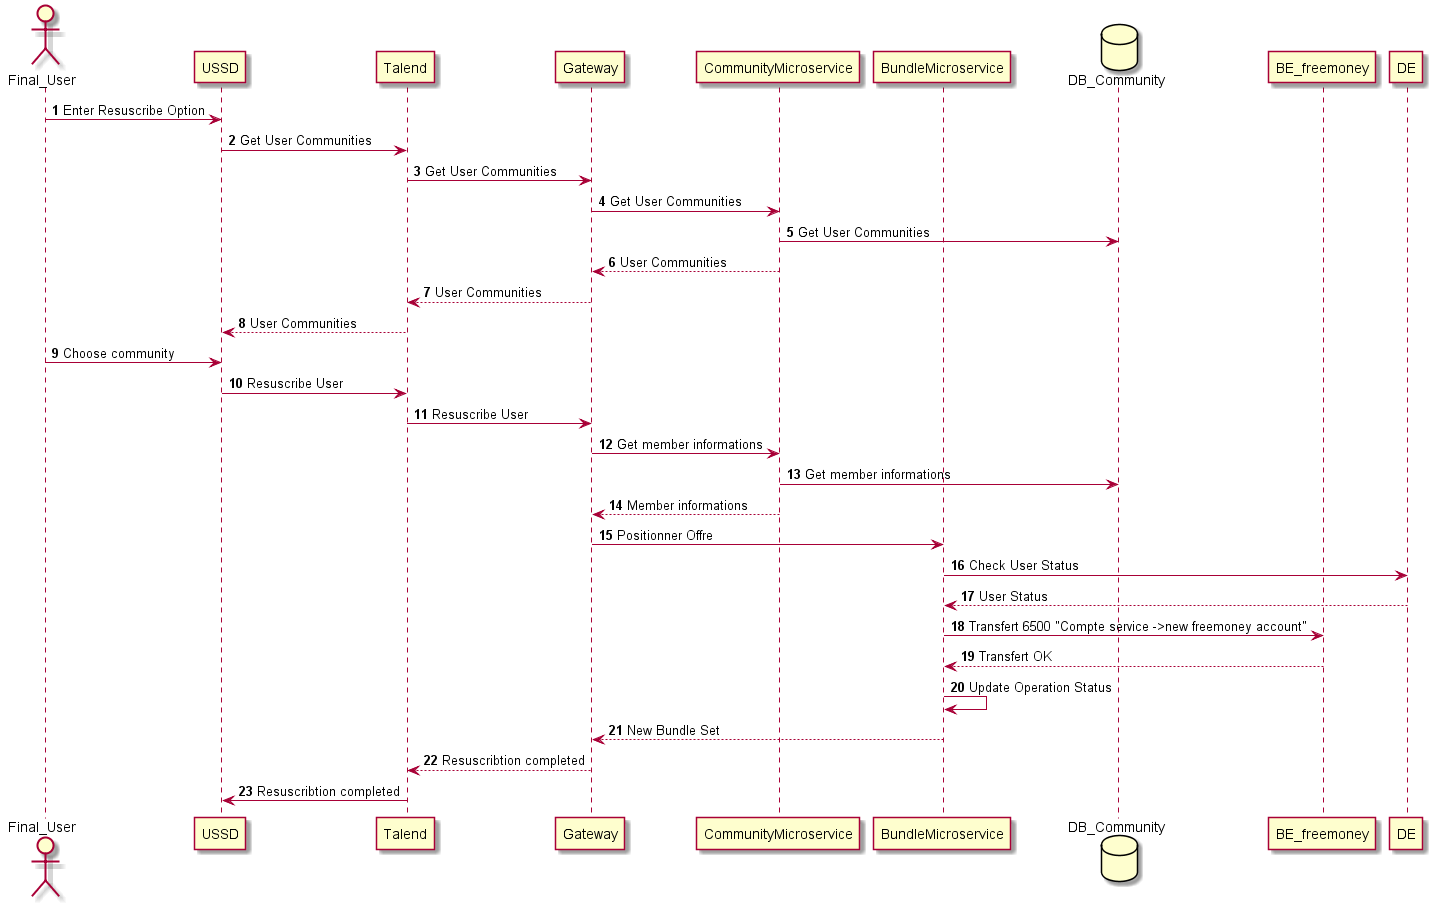 Final_User
USSD
Talend
Gateway
CommunityMicroservice
BundleMicroservice
DB_Community
BE_freemoney
DE
1 Enter Resuscribe Option
2 Get User Communities
3 Get User Communities
4 Get User Communities
5 Get User Communities
6 User Communities
7 User Communities
8 User Communities
9 Choose community
10 Resuscribe User
11 Resuscribe User
12 Get member informations
13 Get member informations
14 Member informations
15 Positionner Offre
16 Check User Status
17 User Status
18 Transfert 6500 "Compte service ->new freemoney account"
19 Transfert OK
20 Update Operation Status
21 New Bundle Set
22 Resuscribtion completed
23 Resuscribtion completed
Final_User
USSD
Talend
Gateway
CommunityMicroservice
BundleMicroservice
DB_Community
BE_freemoney
DE